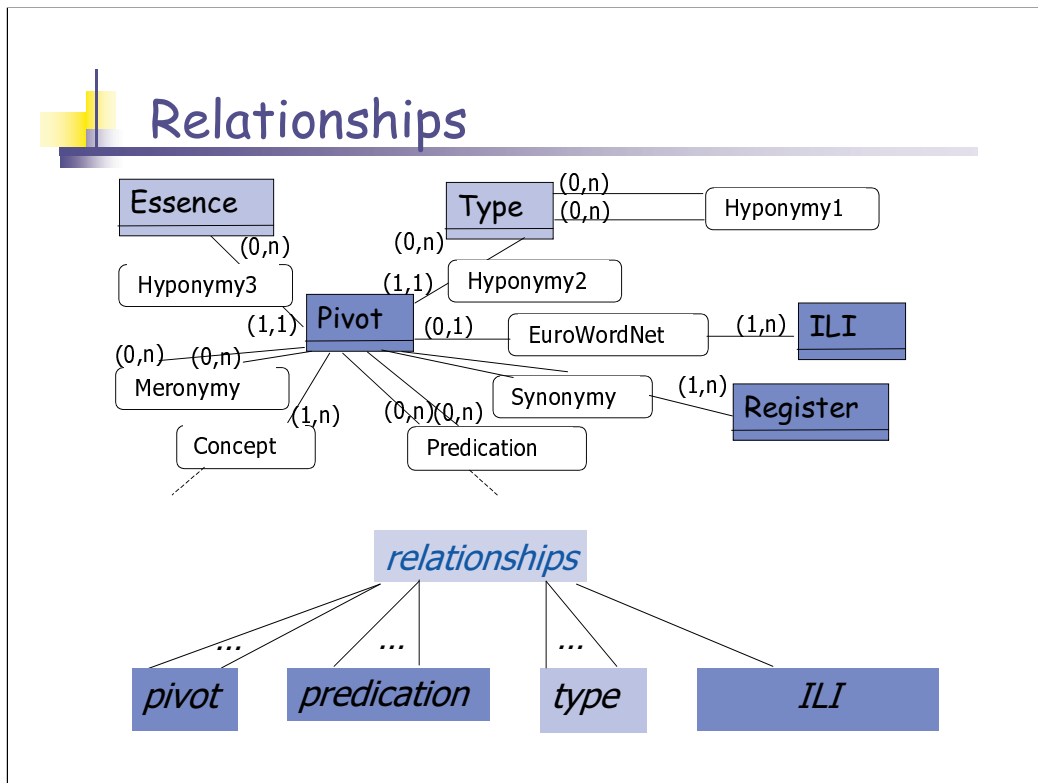 Relationships
Essence
Type
(0,n)
(0,n)
Hyponymy1
(0,n)
(0,n)
Hyponymy3
(1,1)
Hyponymy2
(1,1)
Pivot
(0,1)
EuroWordNet
(1,n)
ILI
(0,n)
(0,n)
Meronymy
Synonymy
(1,n)
Register
(1,n)
(0,n)
(0,n)
Concept
Predication
relationships
...
...
...
pivot
predication
type
ILI